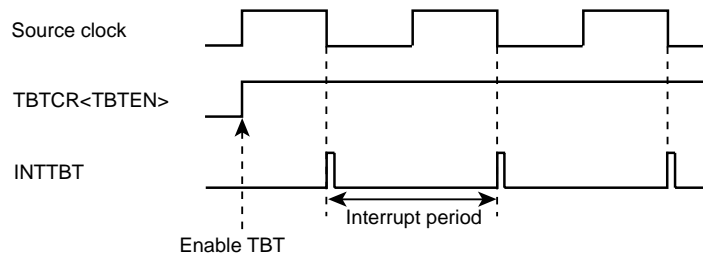 Source clock
TBTCR<TBTEN>
INTTBT
Interrupt period
Enable TBT